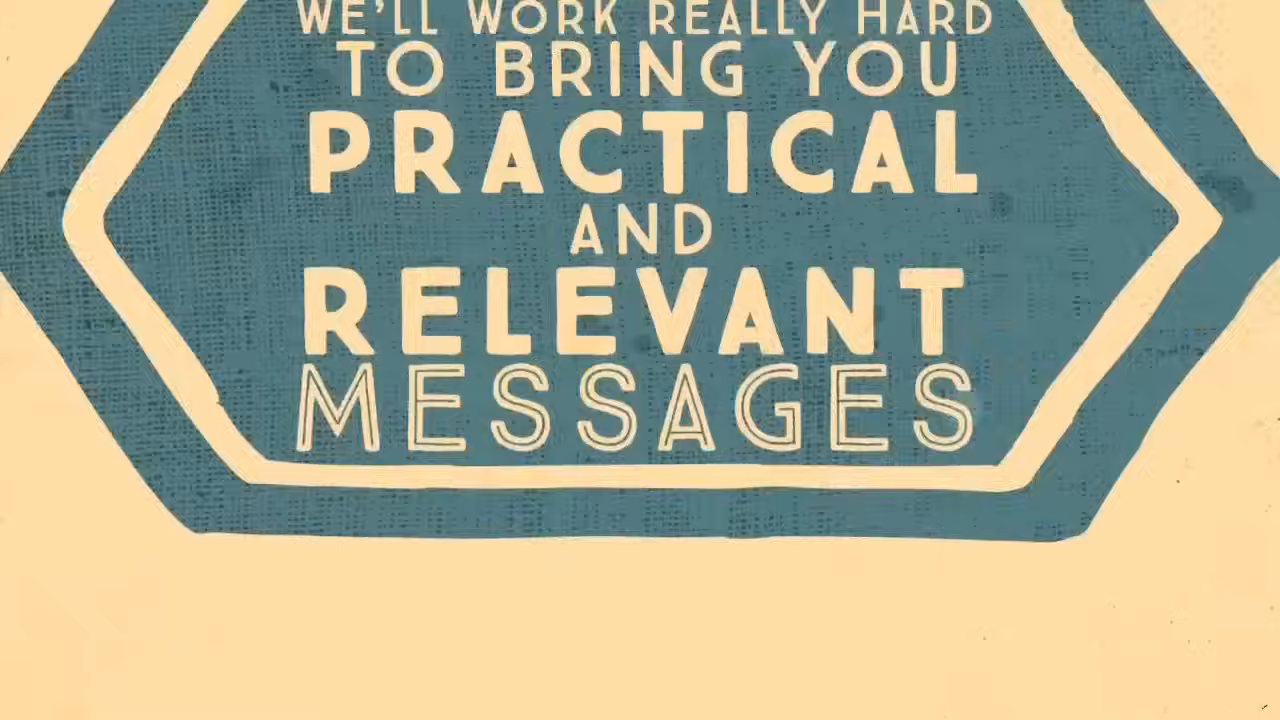 WE'LL WORK REALLY HARD
TO BRING YOU
PRACTICAL
AND
RELEVANT
MESSAGES